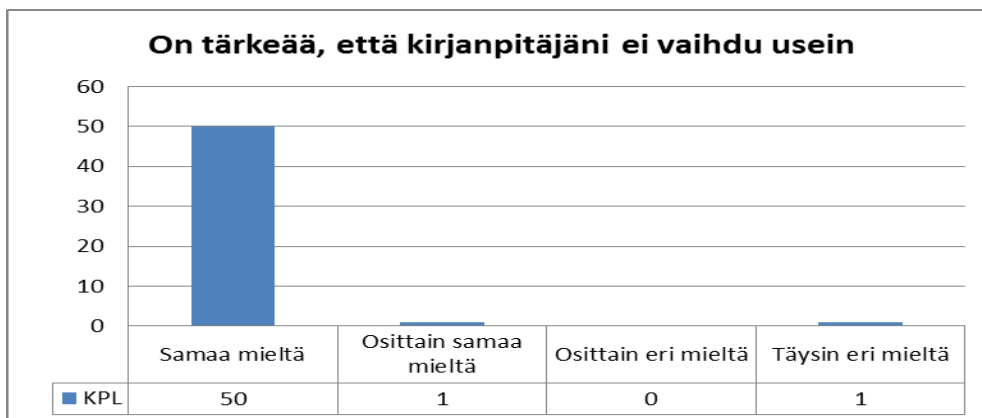 On tärkeää, että kirjanpitäjäni ei vaihdu usein
60
50
40
30
20
10
0
Samaa mieltä
Osittain samaa
mieltä
Osittain eri mieltä
Täysin eri mieltä
KPL 50 1 0 1